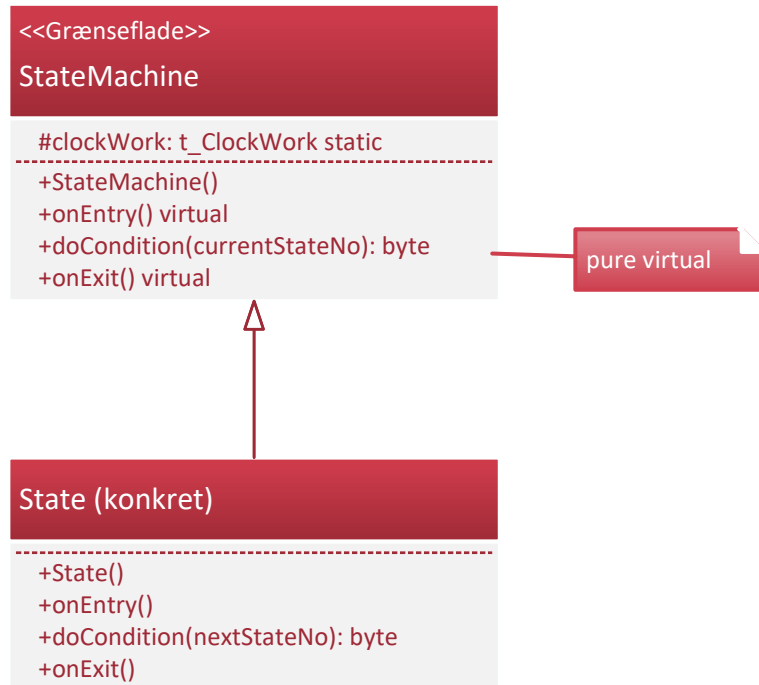 <<Grænseflade>>
StateMachine
#clockWork: t_ClockWork static
+StateMachine()
+onEntry() virtual
+doCondition(currentStateNo): byte
+onExit() virtual
pure virtual
State (konkret)
+State()
+onEntry()
+doCondition(nextStateNo): byte
+onExit()